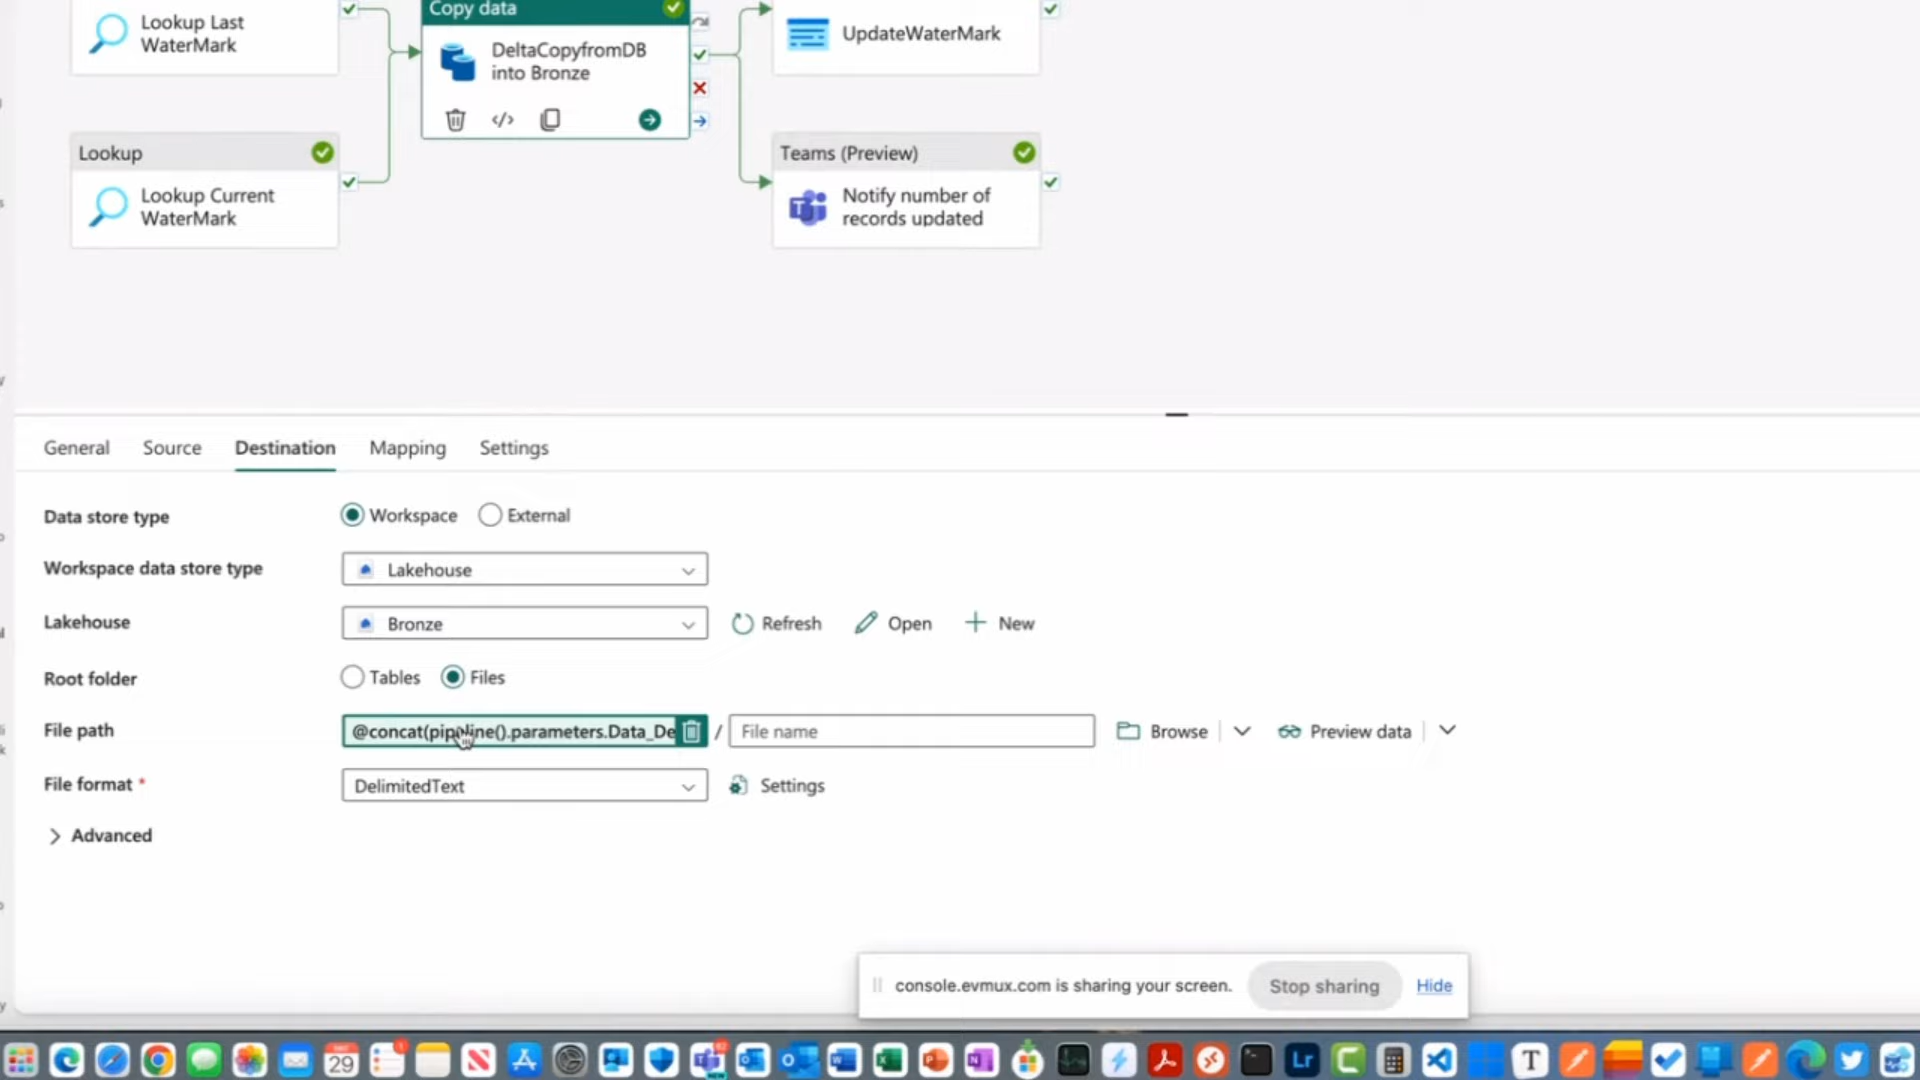 Lookup Last
WaterMark
Copy data
DeltaCopyfromDB
into Bronze
UpdateWaterMark
Lookup
Lookup Current
WaterMark
Teams (Preview)
Notify number of
records updated
General Source Destination Mapping Settings
Data store type Workspace External
Workspace data store type Lakehouse
Lakehouse Bronze Refresh Open New
Root folder Tables Files
File path @concat(pipeline().parameters.Data_De / File name Browse Preview data
File format * DelimitedText Settings
Advanced
console.evmux.com is sharing your screen. Stop sharing Hide
29
NEW
Lr
T